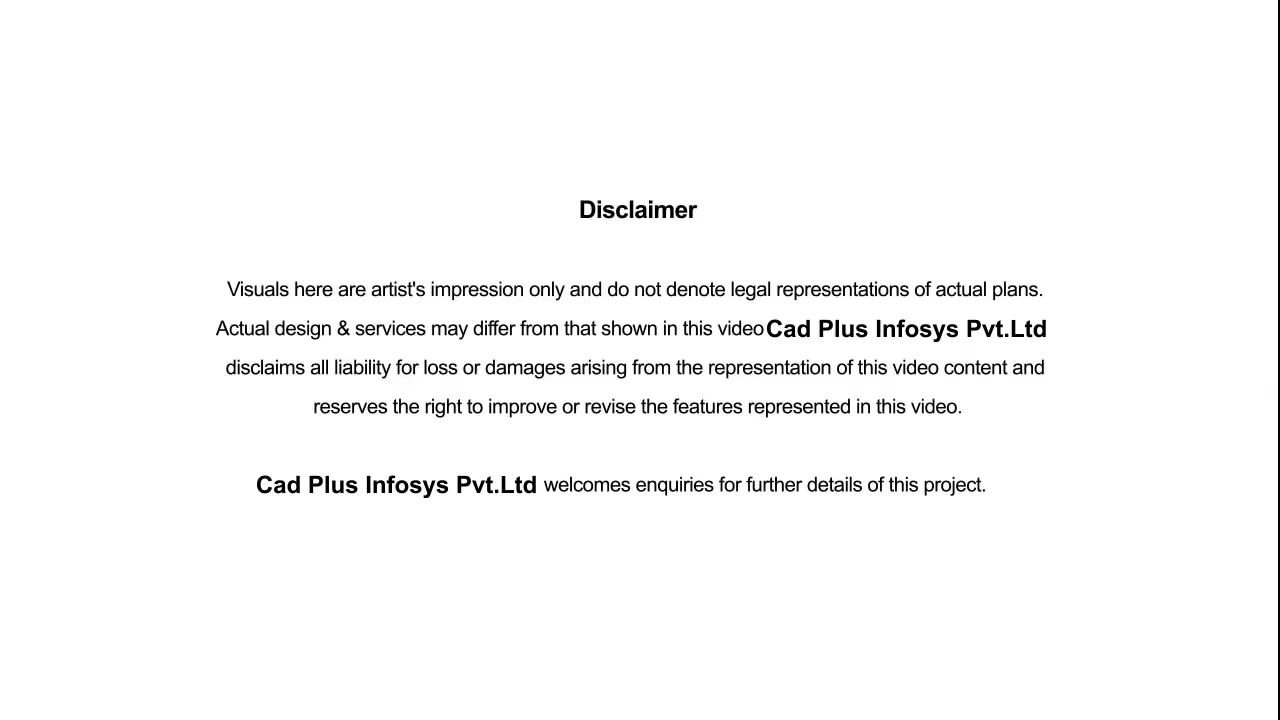 Disclaimer
Visuals here are artist's impression only and do not denote legal representations of actual plans.
Actual design & services may differ from that shown in this video Cad Plus Infosys Pvt.Ltd
disclaims all liability for loss or damages arising from the representation of this video content and
reserves the right to improve or revise the features represented in this video.
Cad Plus Infosys Pvt.Ltd welcomes enquiries for further details of this project.